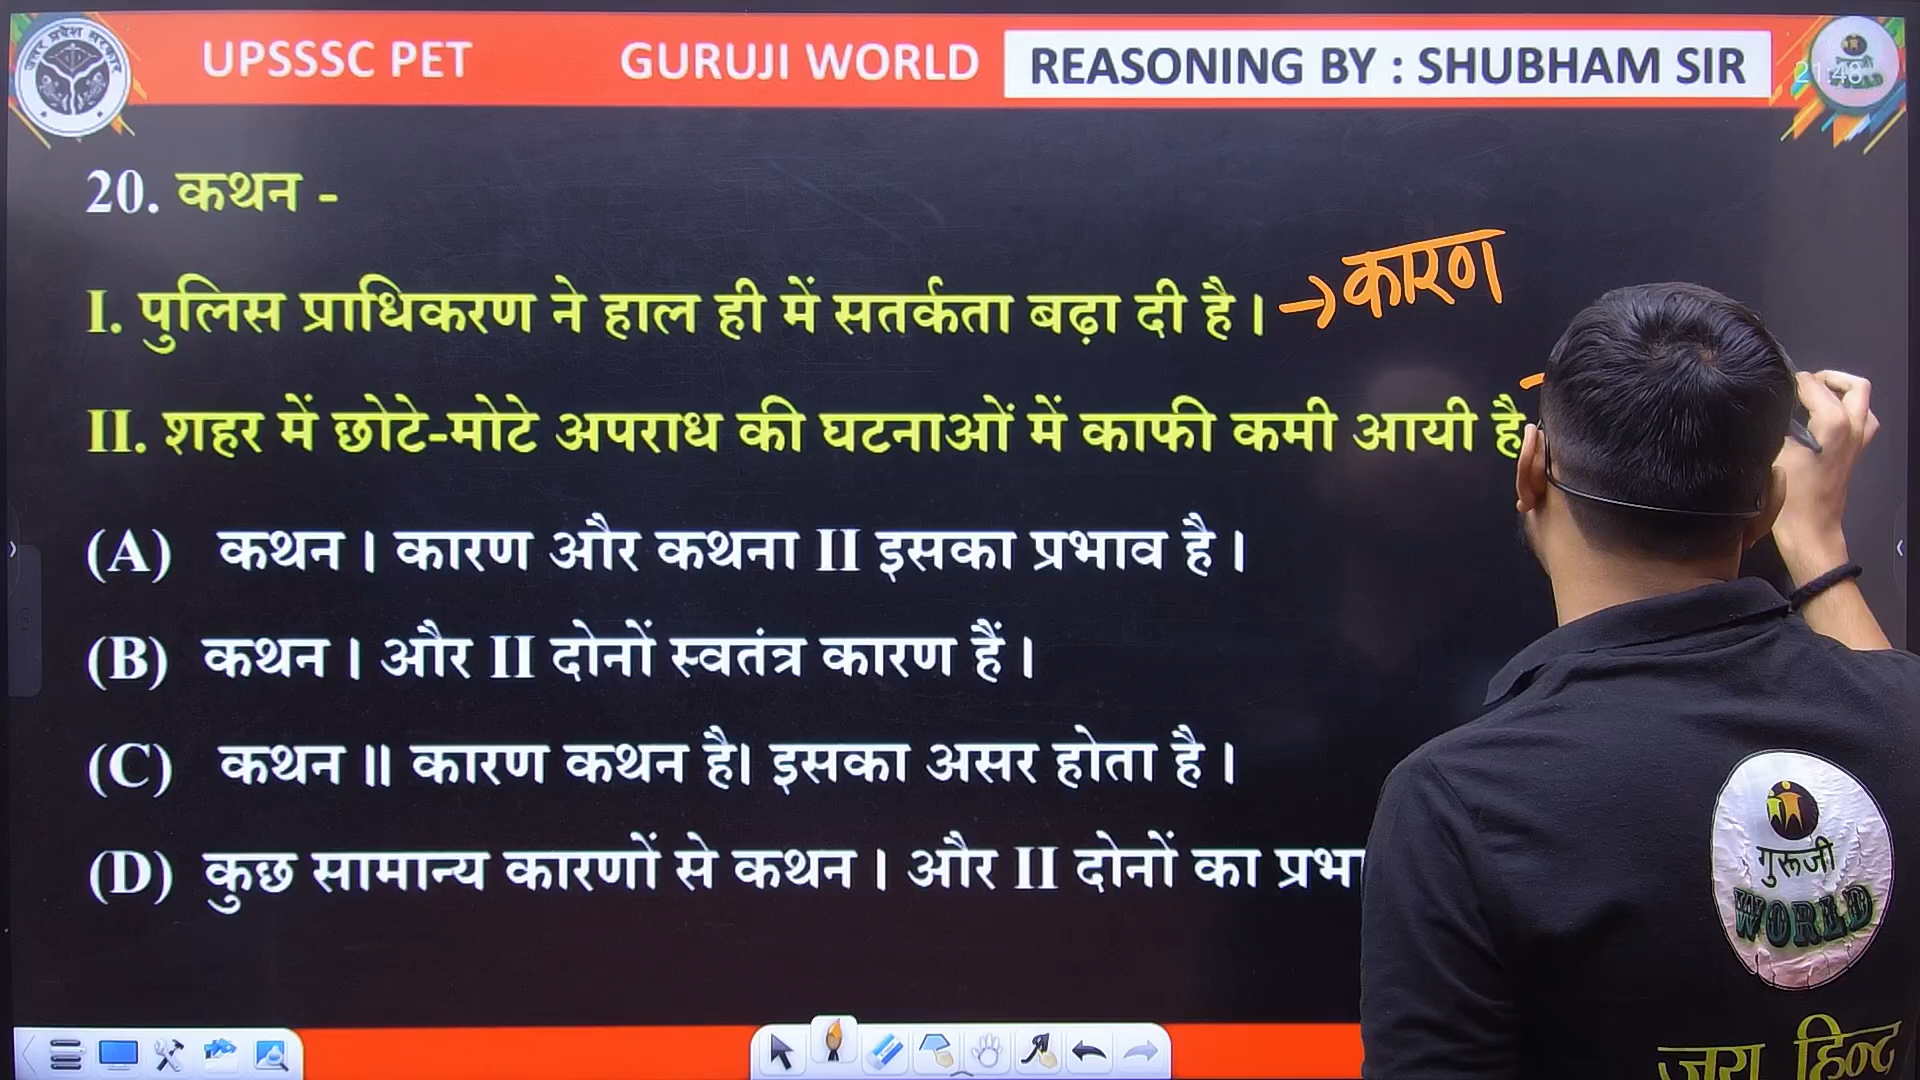 UPSSSC PET GURUJI WORLD REASONING BY : SHUBHAM SIR
21:48
20. कथन -
I. पुलिस प्राधिकरण ने हाल ही में सतर्कता बढ़ा दी है। → कारण
II. शहर में छोटे-मोटे अपराध की घटनाओं में काफी कमी आयी है
(A) कथन I कारण और कथना II इसका प्रभाव है।
(B) कथन I और II दोनों स्वतंत्र कारण हैं।
(C) कथन II कारण कथन है। इसका असर होता है।
(D) कुछ सामान्य कारणों से कथन I और II दोनों का
गुरूजी
WORLD
जय हिन्द